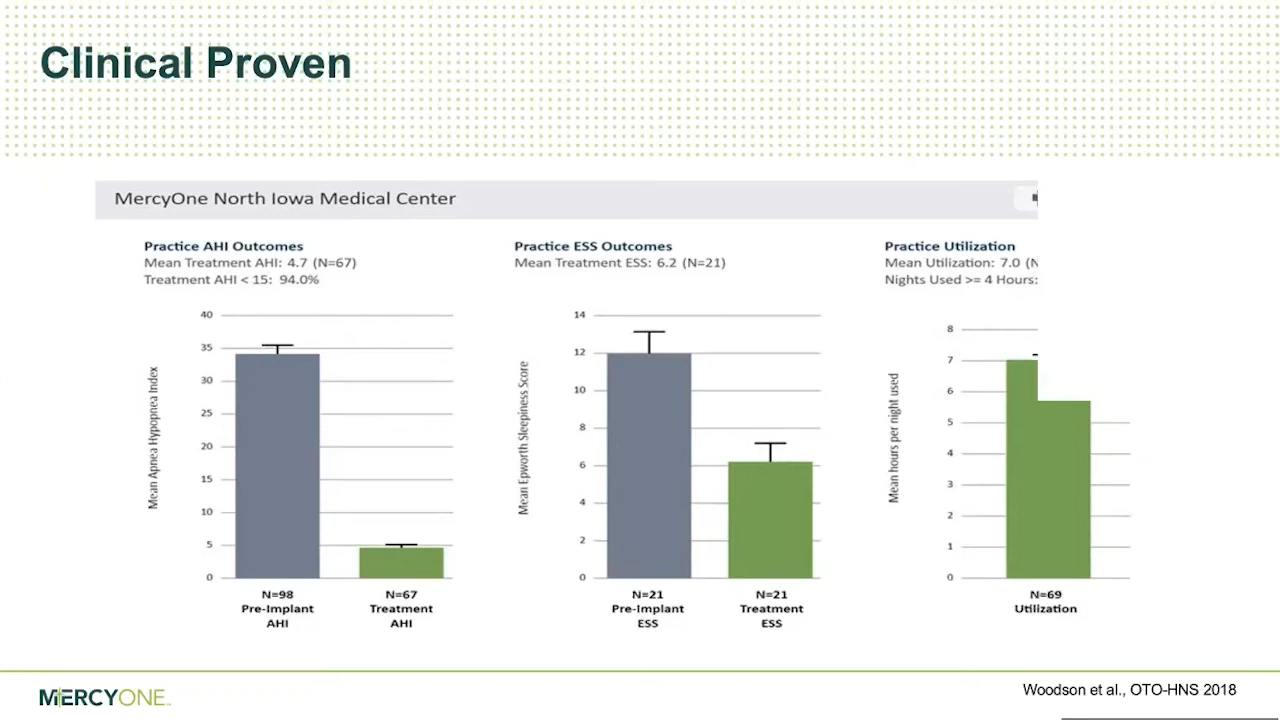 Clinical Proven
MercyOne North Iowa Medical Center
Practice AHI Outcomes
Mean Treatment AHI: 4.7 (N=67)
Treatment AHI < 15: 94.0%
40
35
30
25
20
15
10
5
0
Mean Apnea Hypopnea Index
N=98
Pre-Implant
AHI
N=67
Treatment
AHI
Practice ESS Outcomes
Mean Treatment ESS: 6.2 (N=21)
14
12
10
8
6
4
2
0
Mean Epworth Sleepiness Score
N=21
Pre-Implant
ESS
N=21
Treatment
ESS
Practice Utilization
Mean Utilization: 7.0 (N
Nights Used >= 4 Hours:
8
7
6
5
4
3
2
1
0
Mean hours per night used
N=69
Utilization
MERCYONE
Woodson et al., OTO-HNS 2018